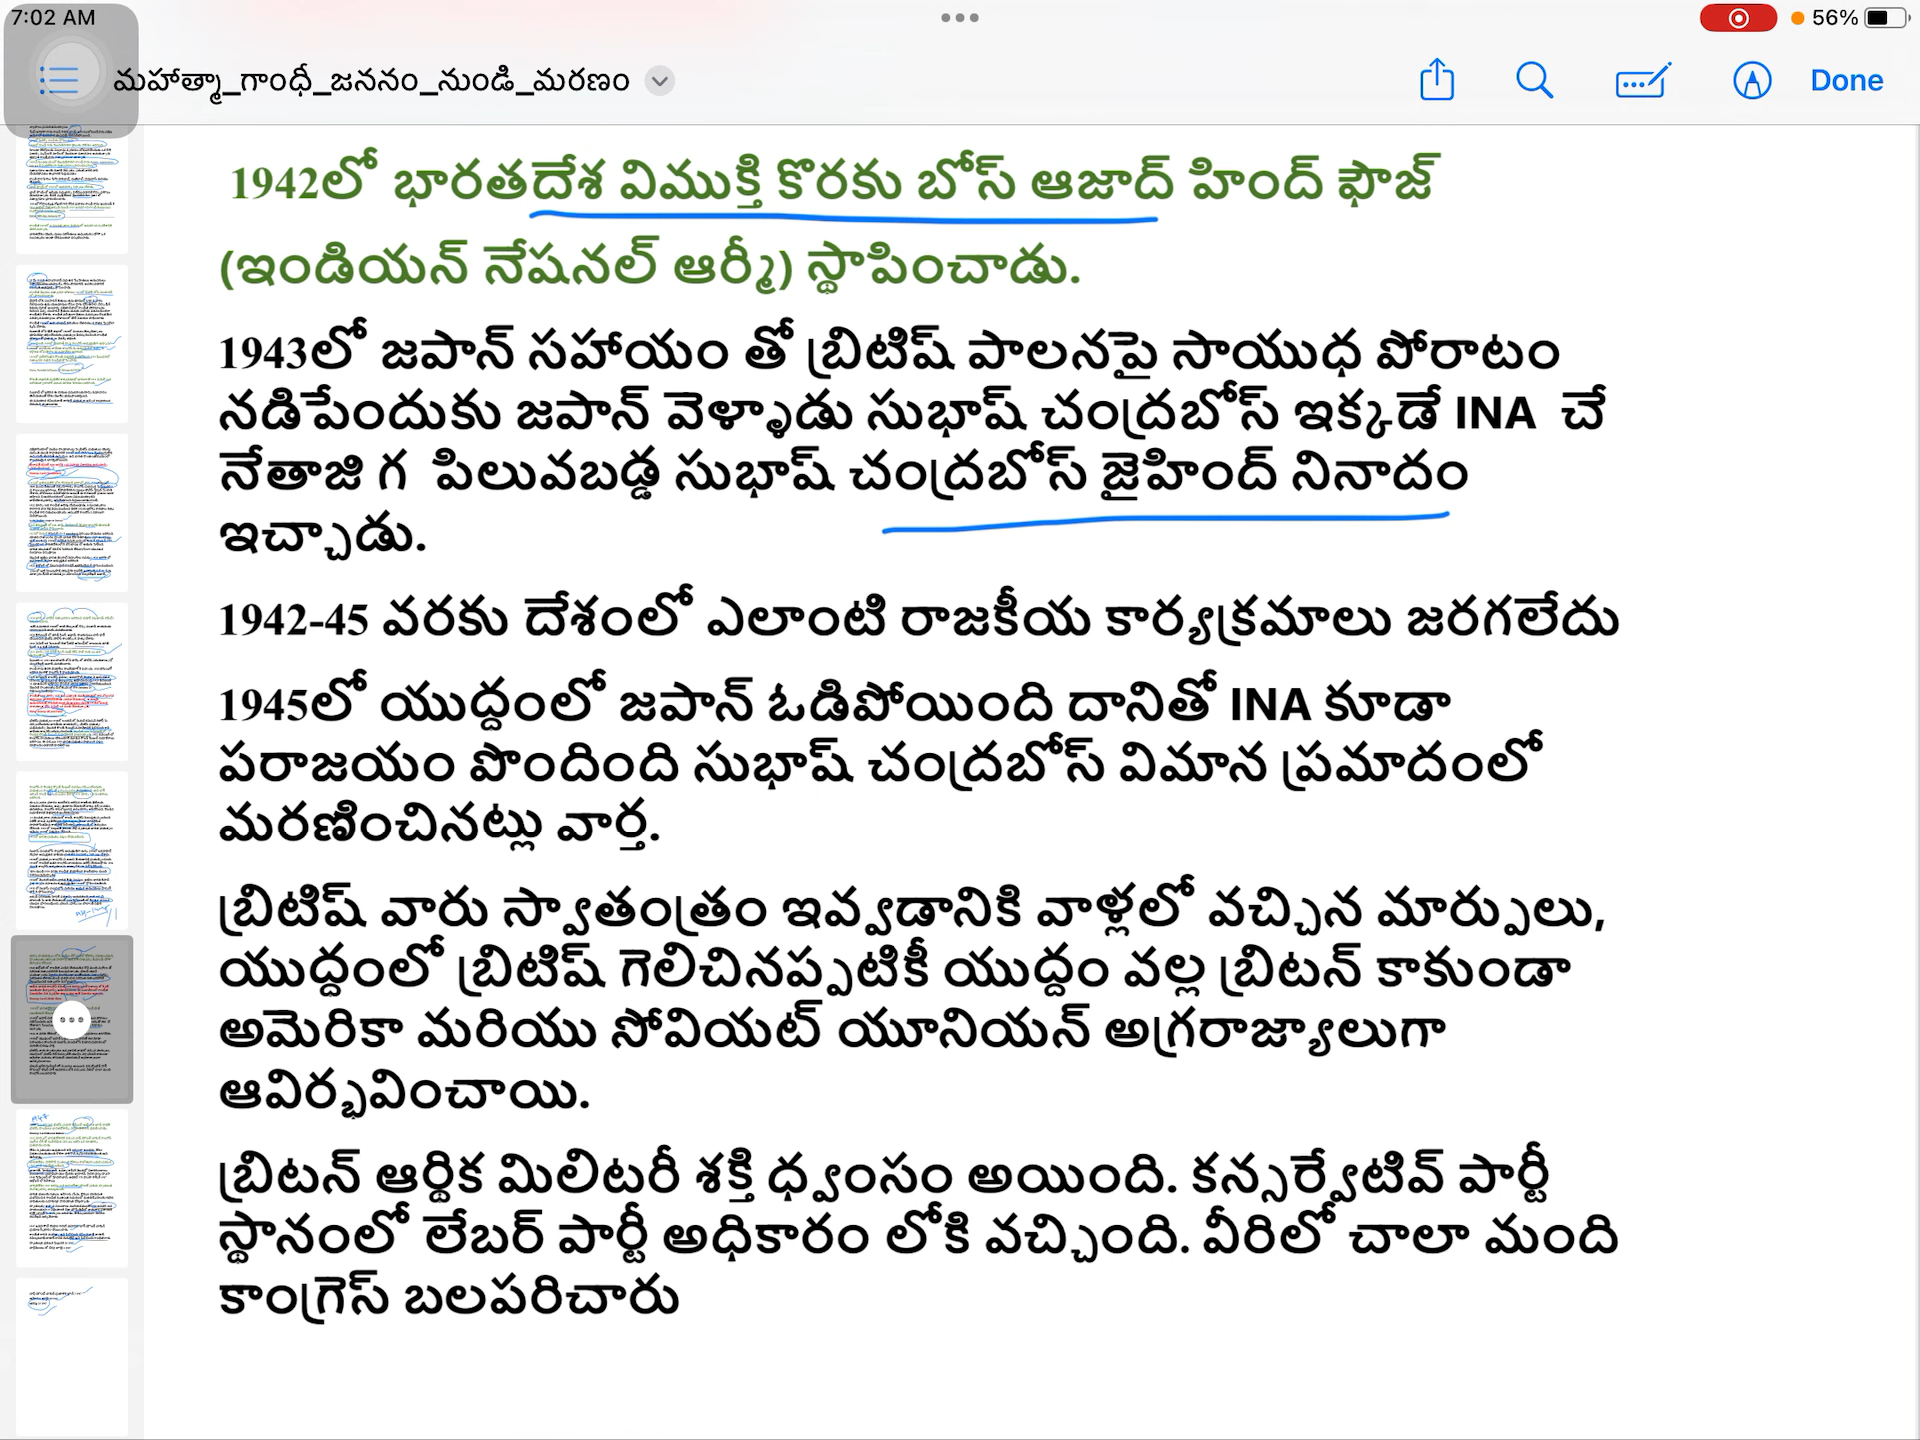 7:02 AM
56%
మహాత్మా_గాంధీ_జననం_నుండి_మరణం
Done
1942లో భారతదేశ విముక్తి కొరకు బోస్ ఆజాద్ హింద్ ఫౌజ్
(ఇండియన్ నేషనల్ ఆర్మీ) స్థాపించాడు.
1943లో జపాన్ సహాయం తో బ్రిటిష్ పాలనపై సాయుధ పోరాటం
నడిపేందుకు జపాన్ వెళ్ళాడు సుభాష్ చంద్రబోస్ ఇక్కడే INA చే
నేతాజి గ పిలువబడ్డ సుభాష్ చంద్రబోస్ జైహింద్ నినాదం
ఇచ్చాడు.
1942-45 వరకు దేశంలో ఎలాంటి రాజకీయ కార్యక్రమాలు జరగలేదు
1945లో యుద్దంలో జపాన్ ఓడిపోయింది దానితో INA కూడా
పరాజయం పొందింది సుభాష్ చంద్రబోస్ విమాన ప్రమాదంలో
మరణించినట్లు వార్త.
బ్రిటిష్ వారు స్వాతంత్రం ఇవ్వడానికి వాళ్లలో వచ్చిన మార్పులు,
యుద్దంలో బ్రిటిష్ గెలిచినప్పటికీ యుద్దం వల్ల బ్రిటన్ కాకుండా
అమెరికా మరియు సోవియట్ యూనియన్ అగ్రరాజ్యాలుగా
ఆవిర్భవించాయి.
బ్రిటన్ ఆర్థిక మిలిటరీ శక్తి ధ్వంసం అయింది. కన్సర్వేటివ్ పార్టీ
స్థానంలో లేబర్ పార్టీ అధికారం లోకి వచ్చింది. వీరిలో చాలా మంది
కాంగ్రెస్ బలపరిచారు